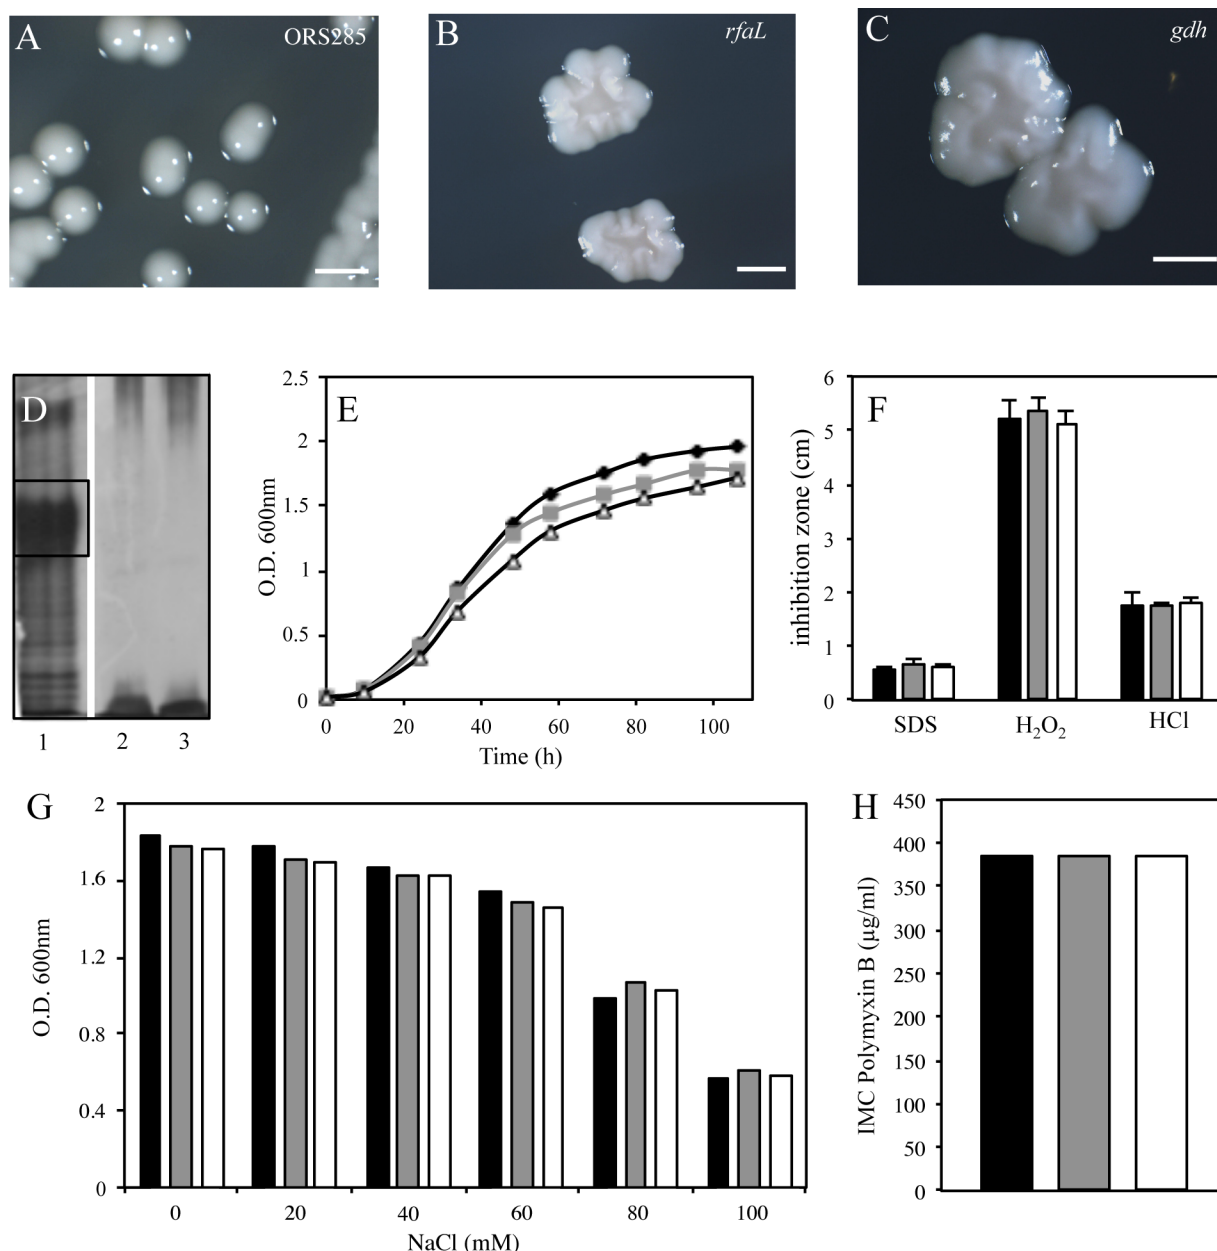 A
ORS285
B
rfaL
C
gdh
D
1
2
3
E
O.D. 600nm
2.5
2
1.5
1
0.5
0
0
20
40
60
80
100
Time (h)
F
inhibition zone (cm)
6
5
4
3
2
1
0
SDS
H₂O₂
HCl
G
O.D. 600nm
2
1.6
1.2
0.8
0.4
0
0
20
40
60
80
100
NaCl (mM)
H
IMC Polymyxin B (µg/ml)
450
400
350
300
250
200
150
100
50
0